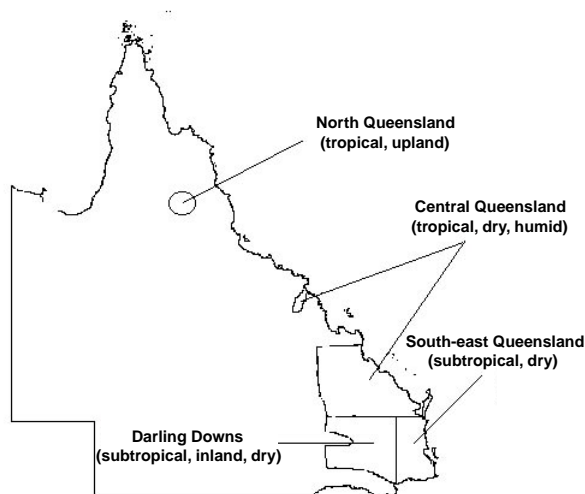 North Queensland
(tropical, upland)
Central Queensland
(tropical, dry, humid)
South-east Queensland
(subtropical, dry)
Darling Downs
(subtropical, inland, dry)